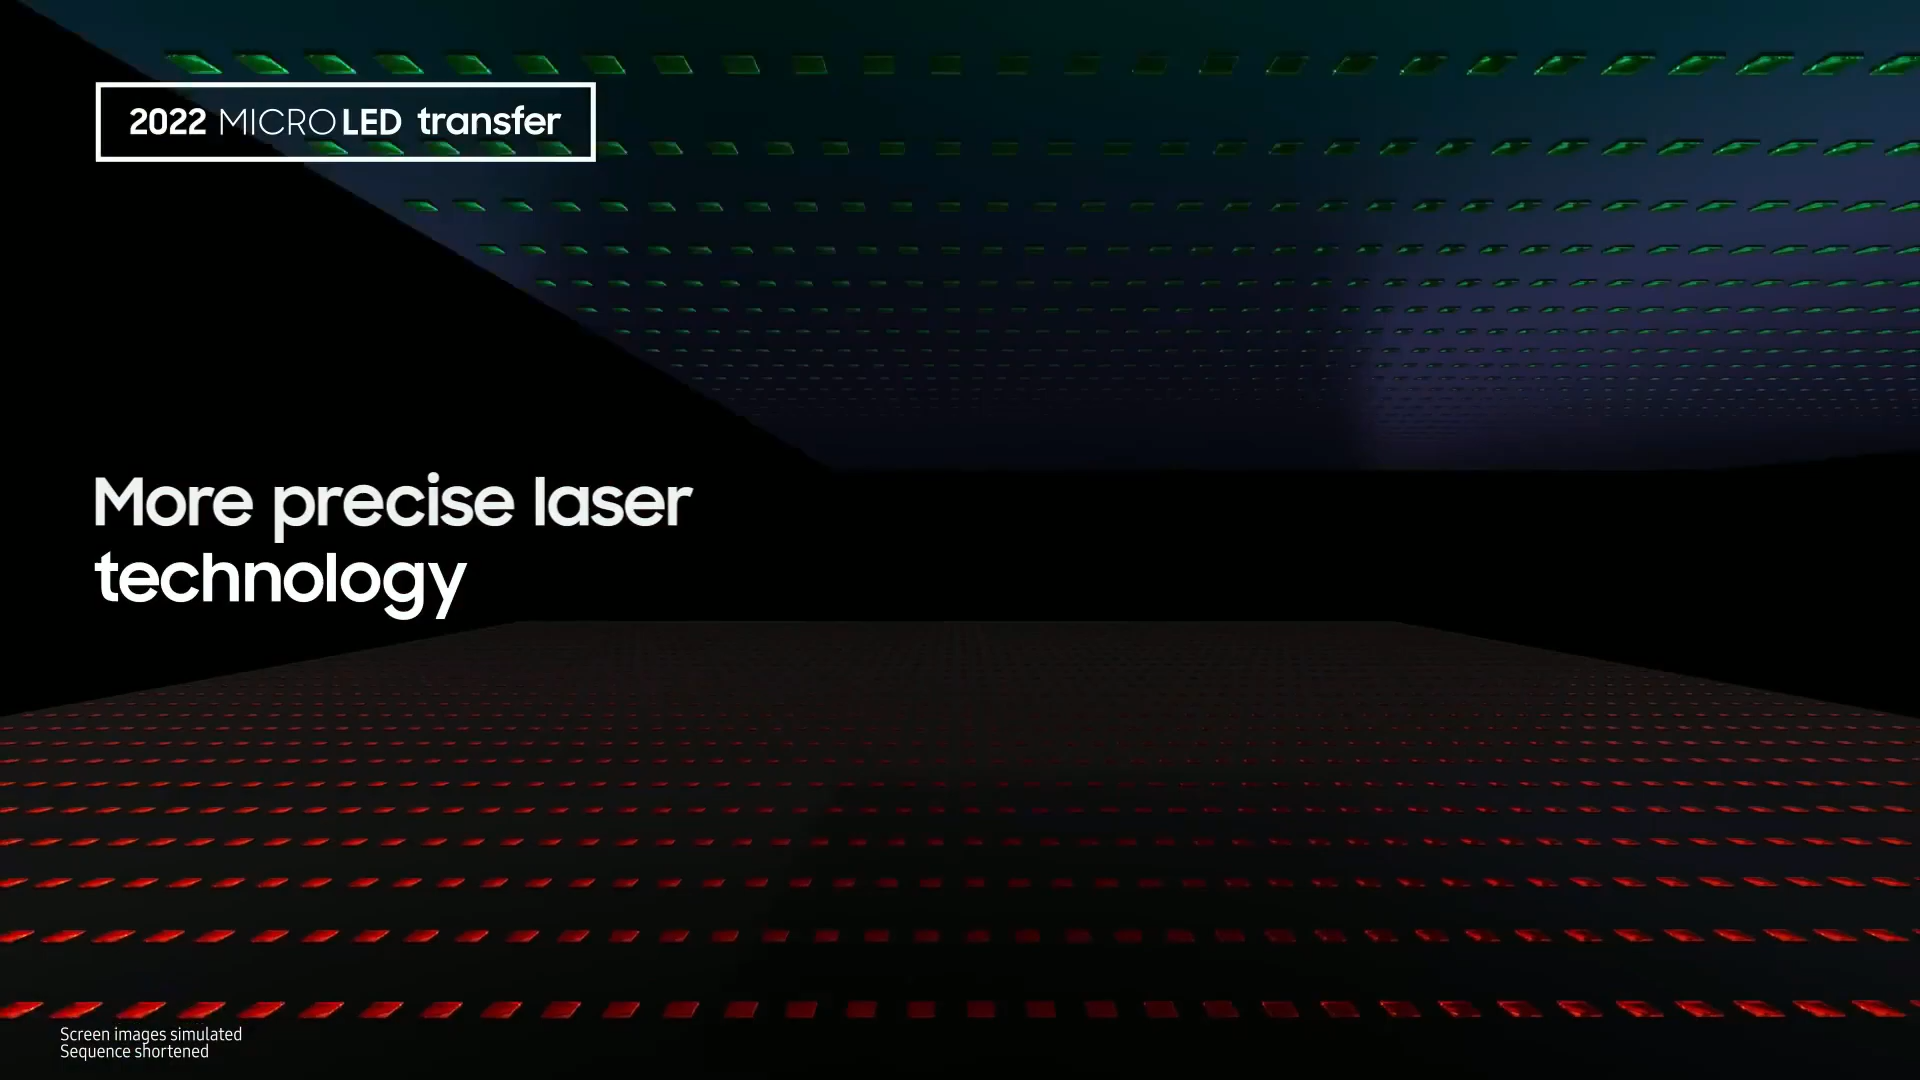 2022 MICRO LED transfer
More precise laser
technology
Screen images simulated
Sequence shortened